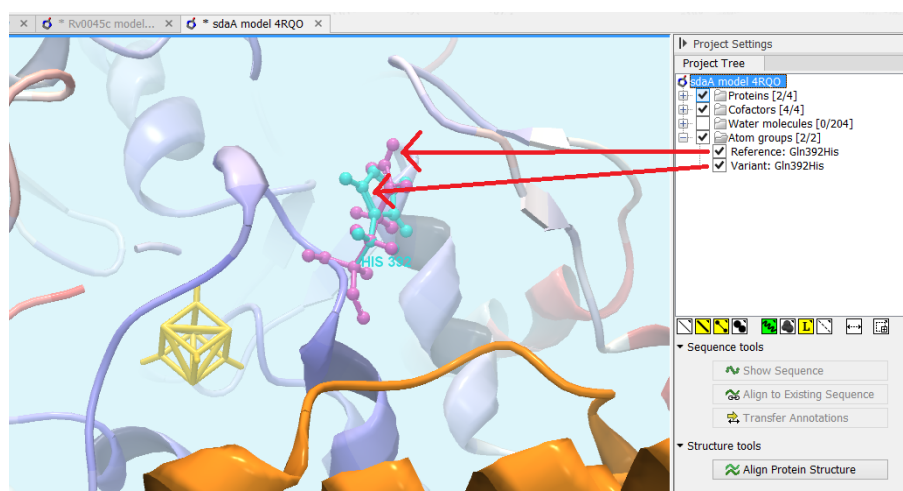 * Rv0045c model...
* sdaA model 4RQO
Project Settings
Project Tree
sdaA model 4RQO
Proteins [2/4]
Cofactors [4/4]
Water molecules [0/204]
Atom groups [2/2]
Reference: Gln392His
Variant: Gln392His
HIS 392
L
Sequence tools
Show Sequence
Align to Existing Sequence
Transfer Annotations
Structure tools
Align Protein Structure